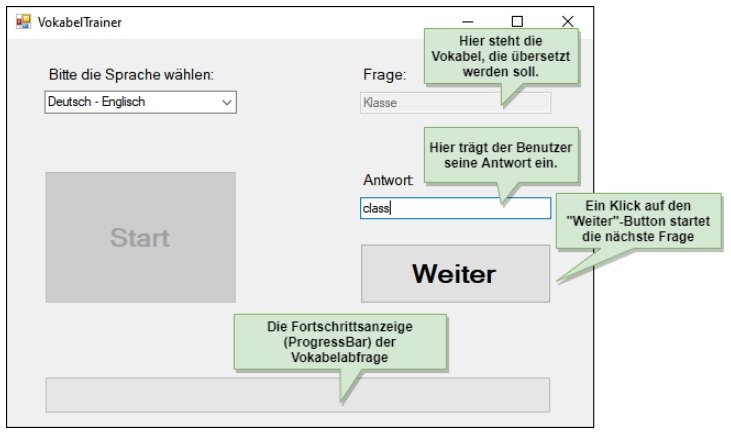 VokabelTrainer
Bitte die Sprache wählen:
Deutsch - Englisch
Start
Frage:
Hier steht die
Vokabel, die übersetzt
werden soll.
Klasse
Hier trägt der Benutzer
seine Antwort ein.
Antwort
class
Ein Klick auf den
"Weiter"-Button startet
die nächste Frage
Weiter
Die Fortschrittsanzeige
(ProgressBar) der
Vokabelabfrage